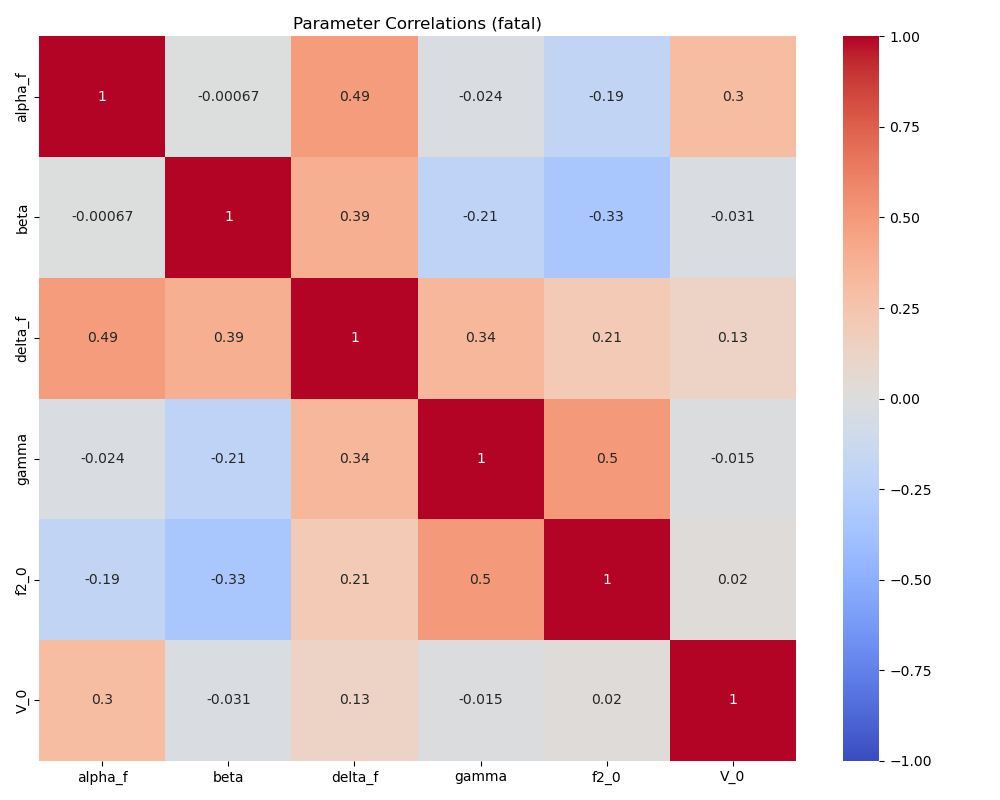 Parameter Correlations (fatal)
alpha_f 1 -0.00067 0.49 -0.024 -0.19 0.3
beta -0.00067 1 0.39 -0.21 -0.33 -0.031
delta_f 0.49 0.39 1 0.34 0.21 0.13
gamma -0.024 -0.21 0.34 1 0.5 -0.015
f2_0 -0.19 -0.33 0.21 0.5 1 0.02
V_0 0.3 -0.031 0.13 -0.015 0.02 1
alpha_f beta delta_f gamma f2_0 V_0
1.00
0.75
0.50
0.25
0.00
−0.25
−0.50
−0.75
−1.00